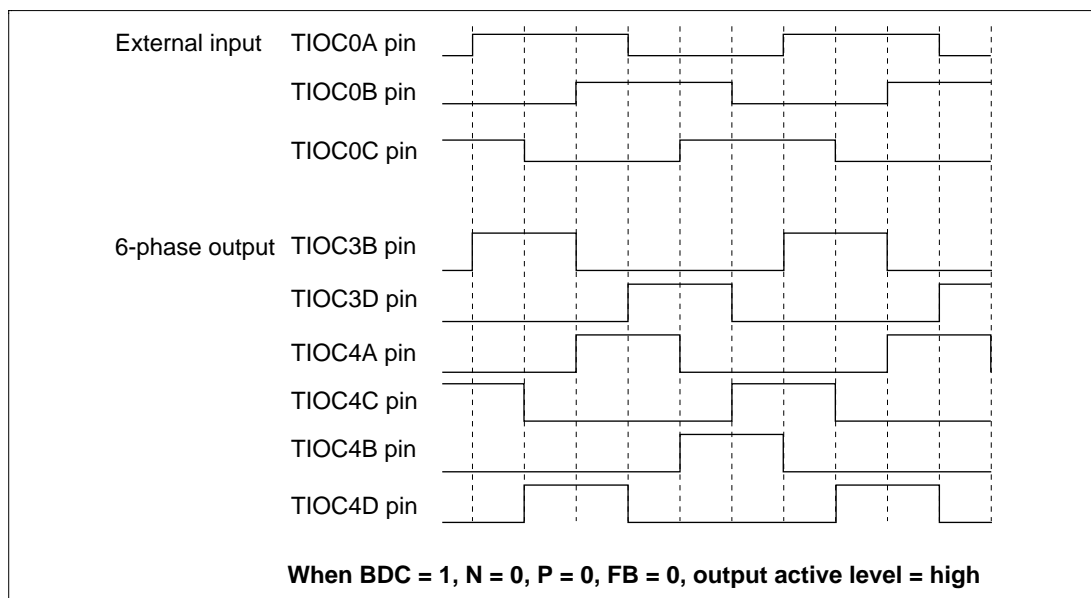 External input TIOC0A pin
TIOC0B pin
TIOC0C pin
6-phase output TIOC3B pin
TIOC3D pin
TIOC4A pin
TIOC4C pin
TIOC4B pin
TIOC4D pin
When BDC = 1, N = 0, P = 0, FB = 0, output active level = high